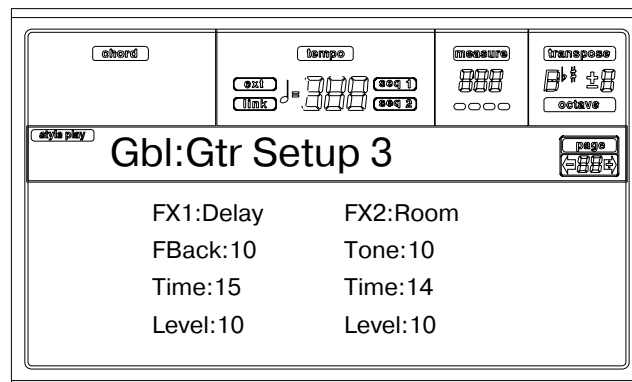 chord
tempo
measure
transpose
ext
seq 1
link
seq 2
octave
style play
Gbl:Gtr Setup 3
page
FX1:Delay FX2:Room
FBack:10 Tone:10
Time:15 Time:14
Level:10 Level:10